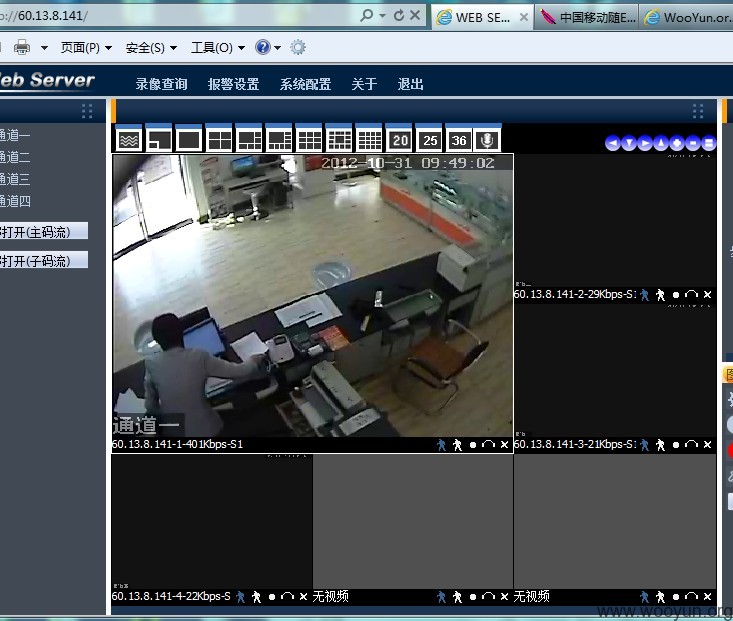 ://60.13.8.141/
WEB SE...
中国移动随E...
WooYun.or.
页面(P)
安全(S)
工具(O)
eb Server
录像查询
报警设置
系统配置
关于
退出
通道一
通道二
通道三
通道四
打开(主码流)
打开(子码流)
20
25
36
2012-10-31 09:49:02
通道一
60.13.8.141-1-401Kbps-S1
60.13.8.141-2-29Kbps-S1
60.13.8.141-3-21Kbps-S1
60.13.8.141-4-22Kbps-S
无视频
无视频
www.wooyun.org